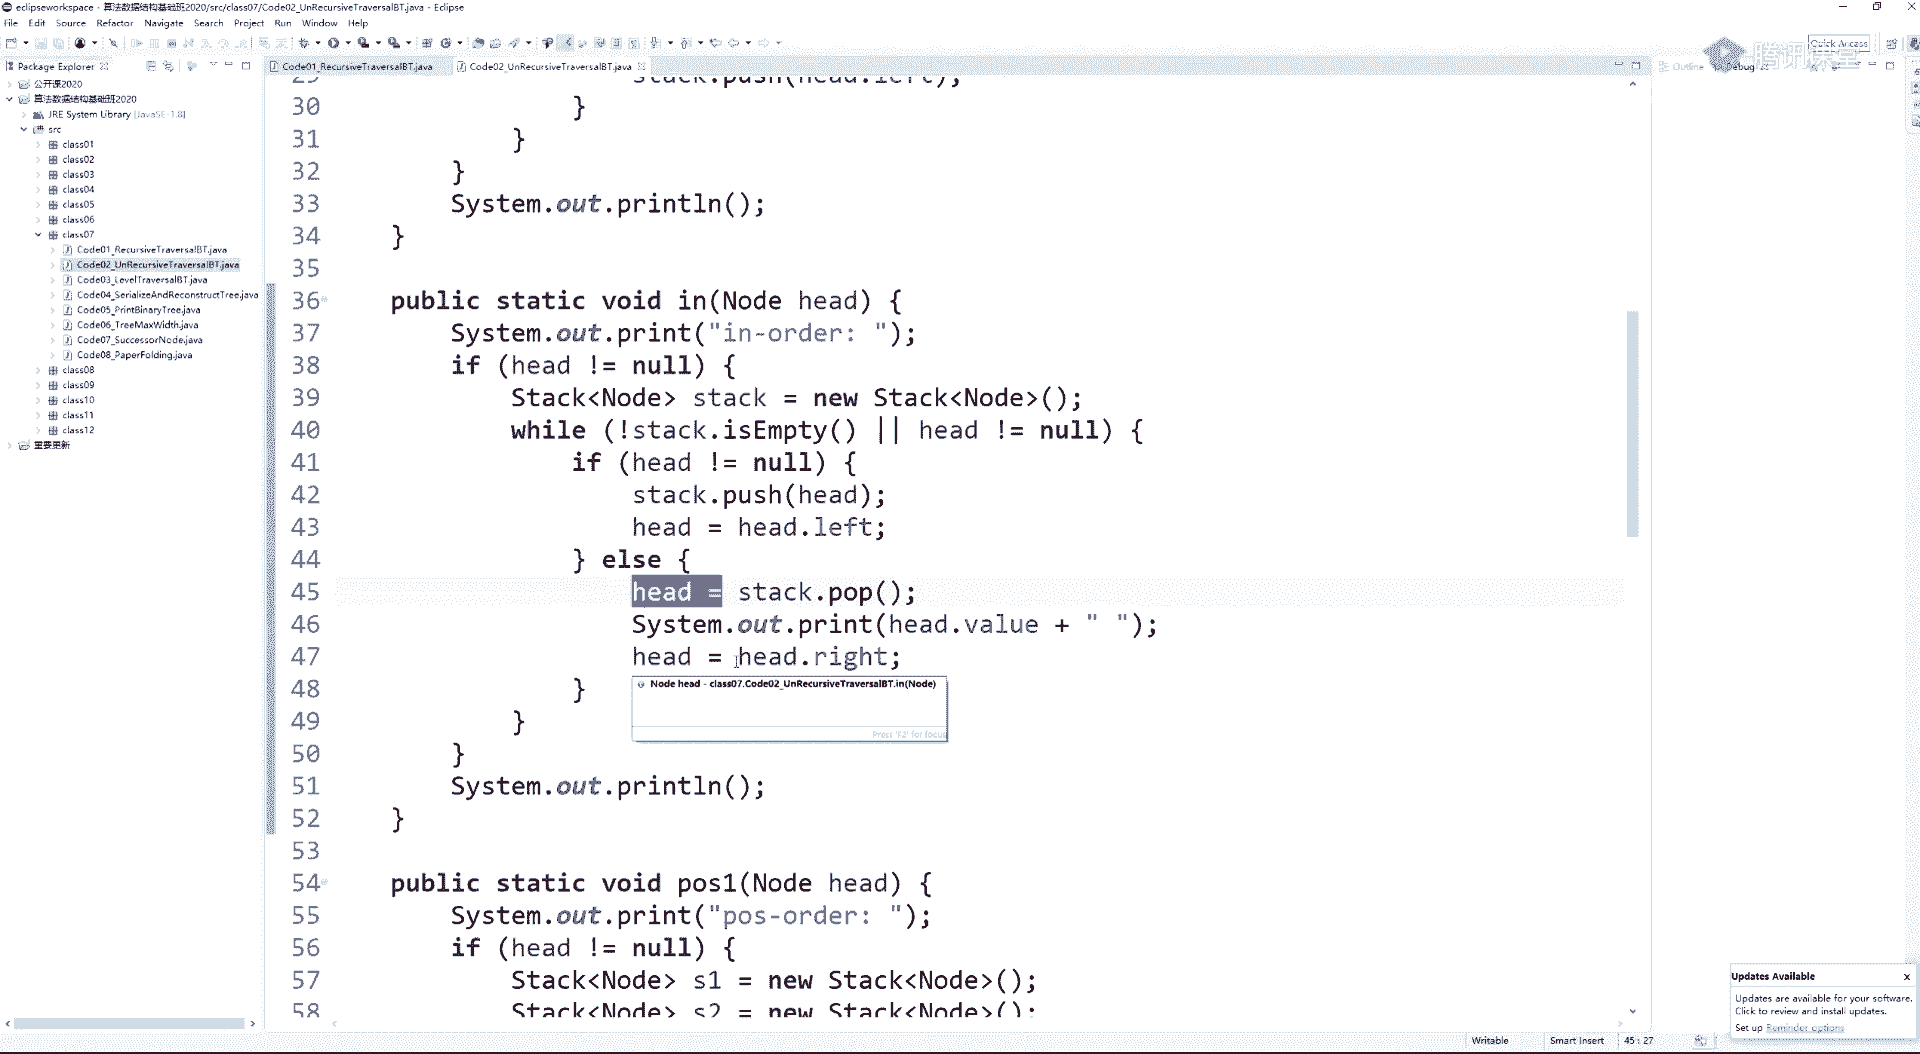 eclipseworkspace - 算法数据结构基础班2020/src/class07/Code02_UnRecursiveTraversalBT.java - Eclipse
File Edit Source Refactor Navigate Search Project Run Window Help
Quick Access
腾讯课堂
Package Explorer
Code01_RecursiveTraversalBT.java
Code02_UnRecursiveTraversalBT.java
Outline
Debug
公开课2020
算法数据结构基础班2020
JRE System Library [JavaSE-1.8]
src
class01
class02
class03
class04
class05
class06
class07
Code01_RecursiveTraversalBT.java
Code02_UnRecursiveTraversalBT.java
Code03_LevelTraversalBT.java
Code04_SerializeAndReconstructTree.java
Code05_PrintBinaryTree.java
Code06_TreeMaxWidth.java
Code07_SuccessorNode.java
Code08_PaperFolding.java
class08
class09
class10
class11
class12
重要更新
29 stack.push(head.left);
30 }
31 }
32 }
33 System.out.println();
34 }
35
36 public static void in(Node head) {
37 System.out.print("in-order: ");
38 if (head != null) {
39 Stack<Node> stack = new Stack<Node>();
40 while (!stack.isEmpty() || head != null) {
41 if (head != null) {
42 stack.push(head);
43 head = head.left;
44 } else {
45 head = stack.pop();
46 System.out.print(head.value + " ");
47 head = head.right;
48 }
49 }
50 }
51 System.out.println();
52 }
53
54 public static void pos1(Node head) {
55 System.out.print("pos-order: ");
56 if (head != null) {
57 Stack<Node> s1 = new Stack<Node>();
58 Stack<Node> s2 = new Stack<Node>();
Node head - class07.Code02_UnRecursiveTraversalBT.in(Node)
Press 'F2' for focus
Updates Available
Updates are available for your software.
Click to review and install updates.
Set up Reminder options
Writable
Smart Insert
45 : 27